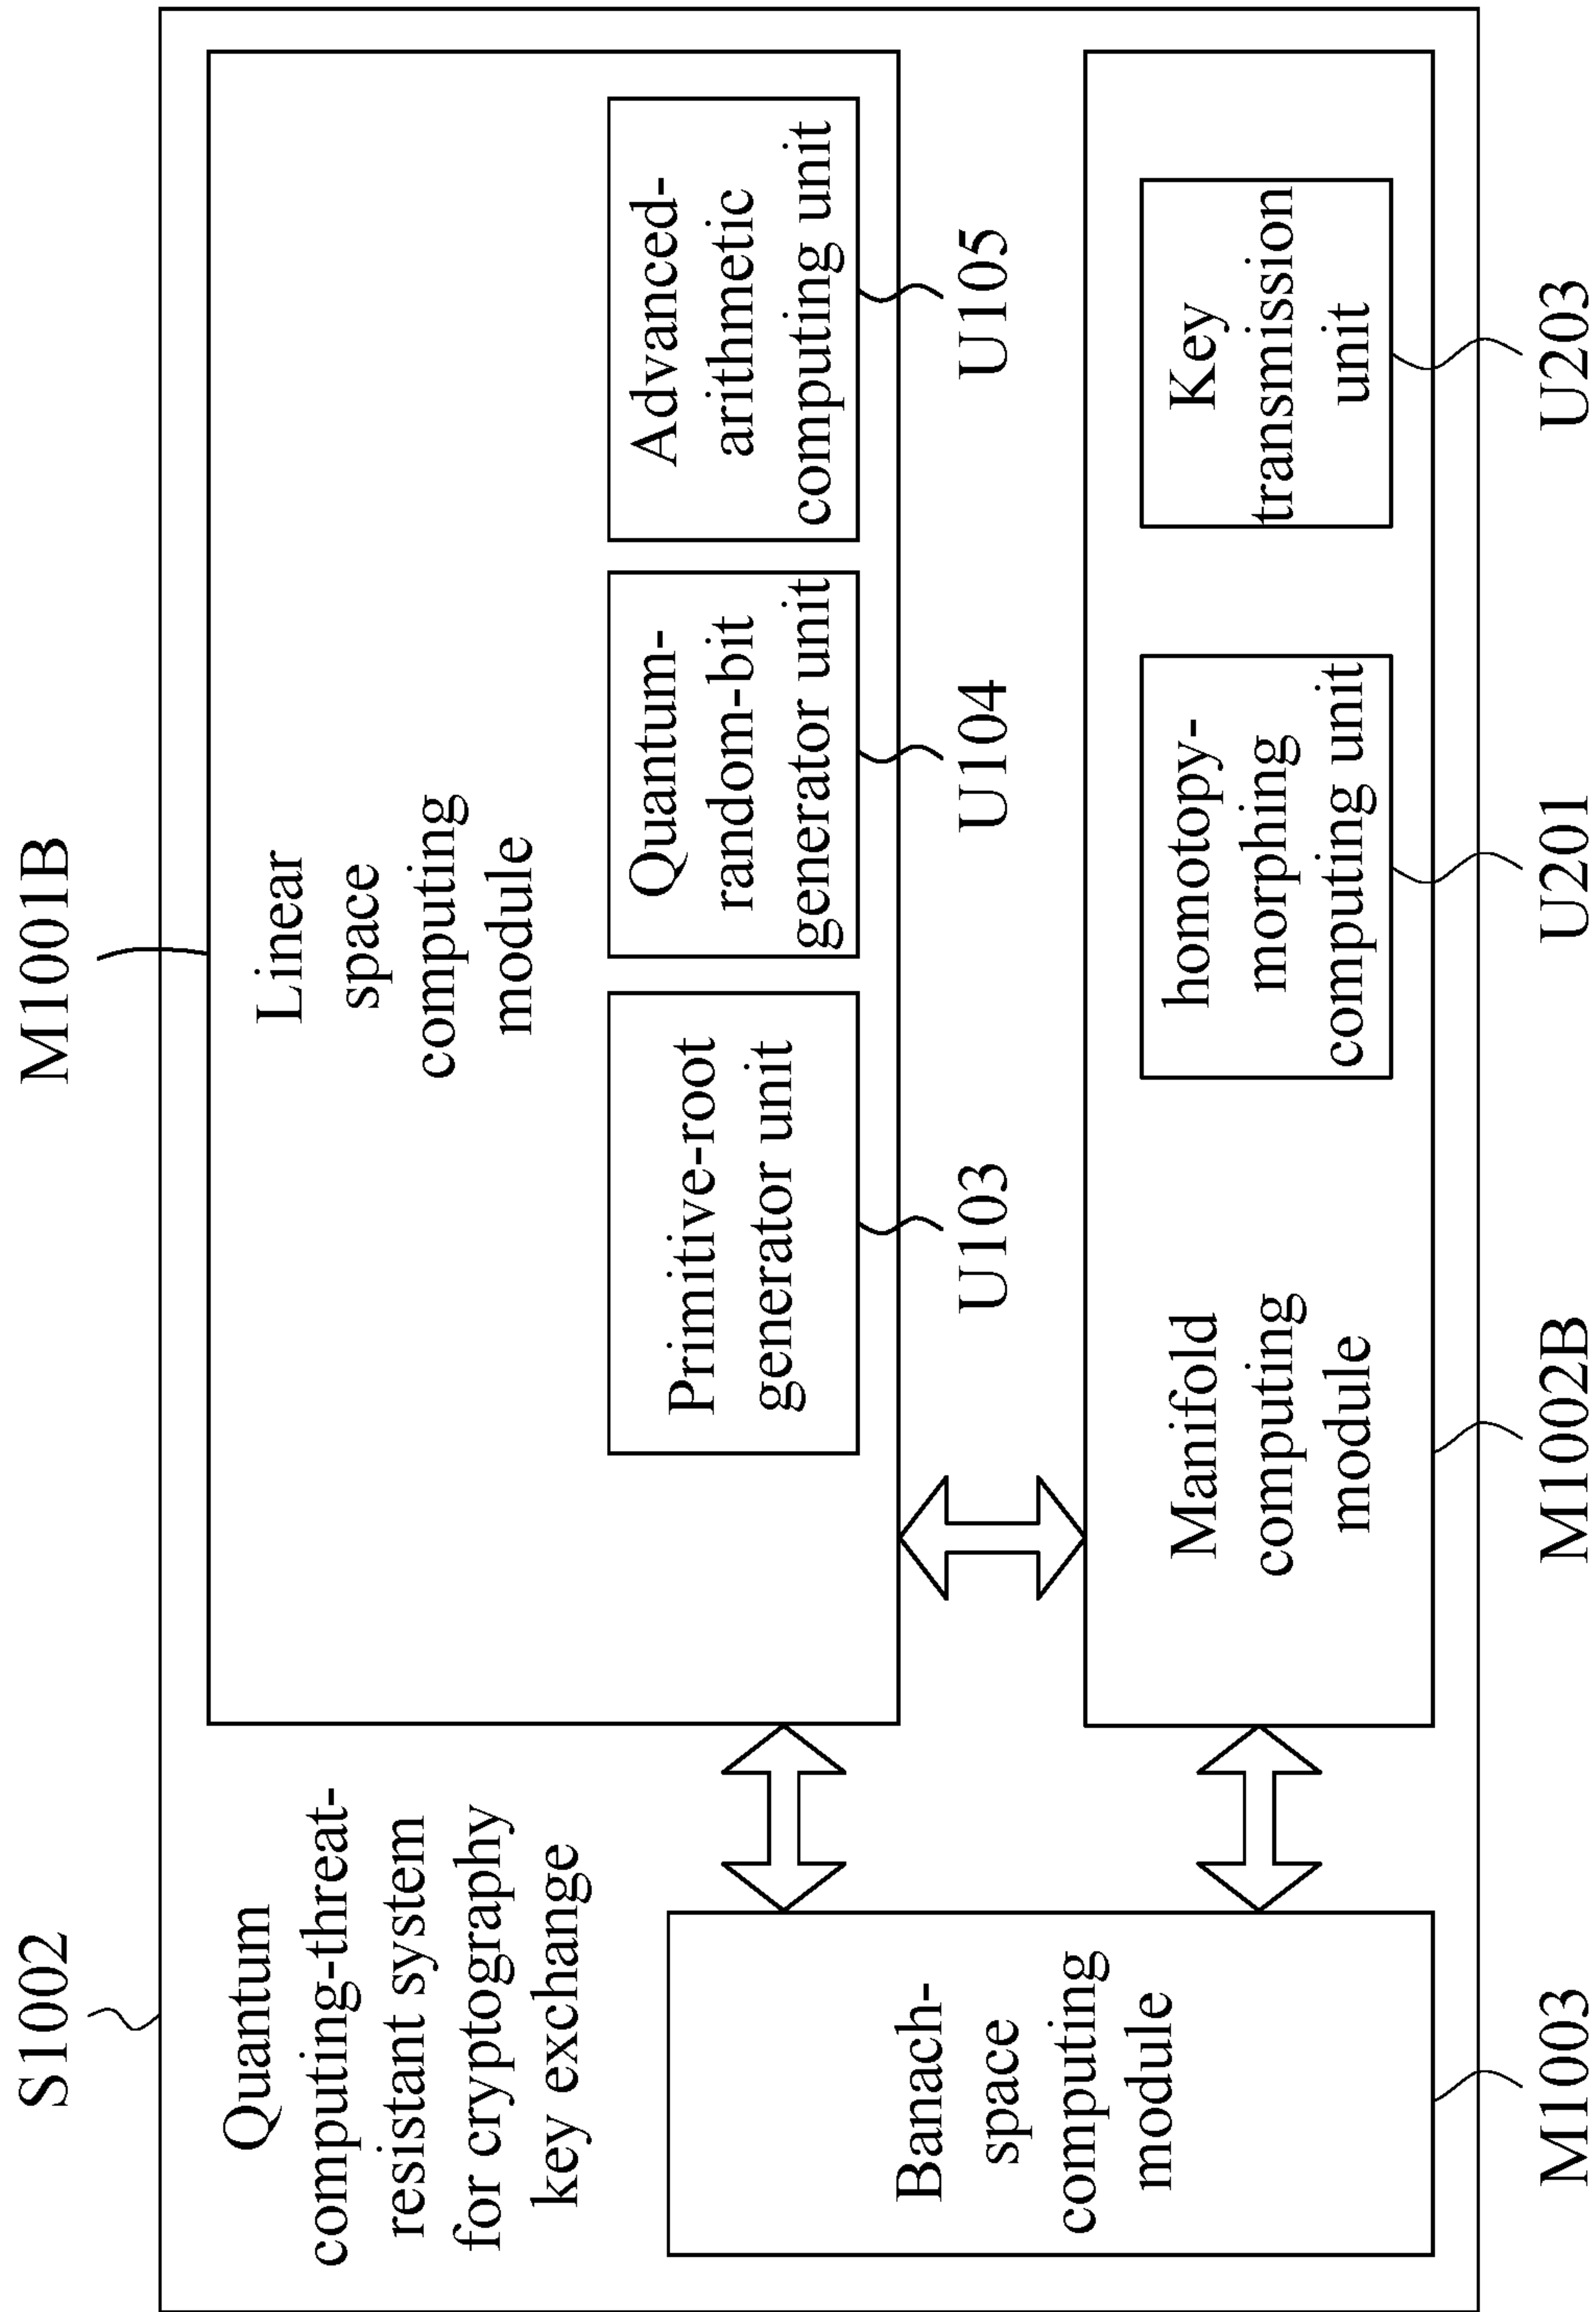 S1002
M1001B
Quantum
computing-threat-
resistant system
for cryptography
key exchange
Linear
space
computing
module
Primitive-root
generator unit
Quantum-
random-bit
generator unit
Advanced-
arithmetic
computing unit
U103
U104
U105
Banach-
space
computing
module
Manifold
computing
module
homotopy-
morphing
computing unit
Key
transmission
unit
M1003
M1002B
U201
U203